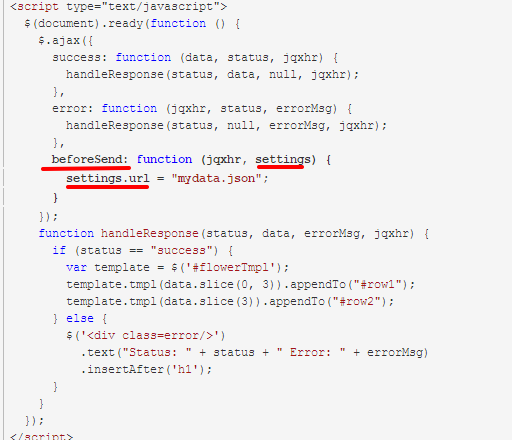 <script type="text/javascript">
$(document).ready(function () {
$.ajax({
success: function (data, status, jqxhr) {
handleResponse(status, data, null, jqxhr);
},
error: function (jqxhr, status, errorMsg) {
handleResponse(status, null, errorMsg, jqxhr);
},
beforeSend: function (jqxhr, settings) {
settings.url = "mydata.json";
}
});
function handleResponse(status, data, errorMsg, jqxhr) {
if (status == "success") {
var template = $('#flowerTmpl');
template.tmpl(data.slice(0, 3)).appendTo("#row1");
template.tmpl(data.slice(3)).appendTo("#row2");
} else {
$('<div class=error/>')
.text("Status: " + status + " Error: " + errorMsg)
.insertAfter('h1');
}
}
});
</script>